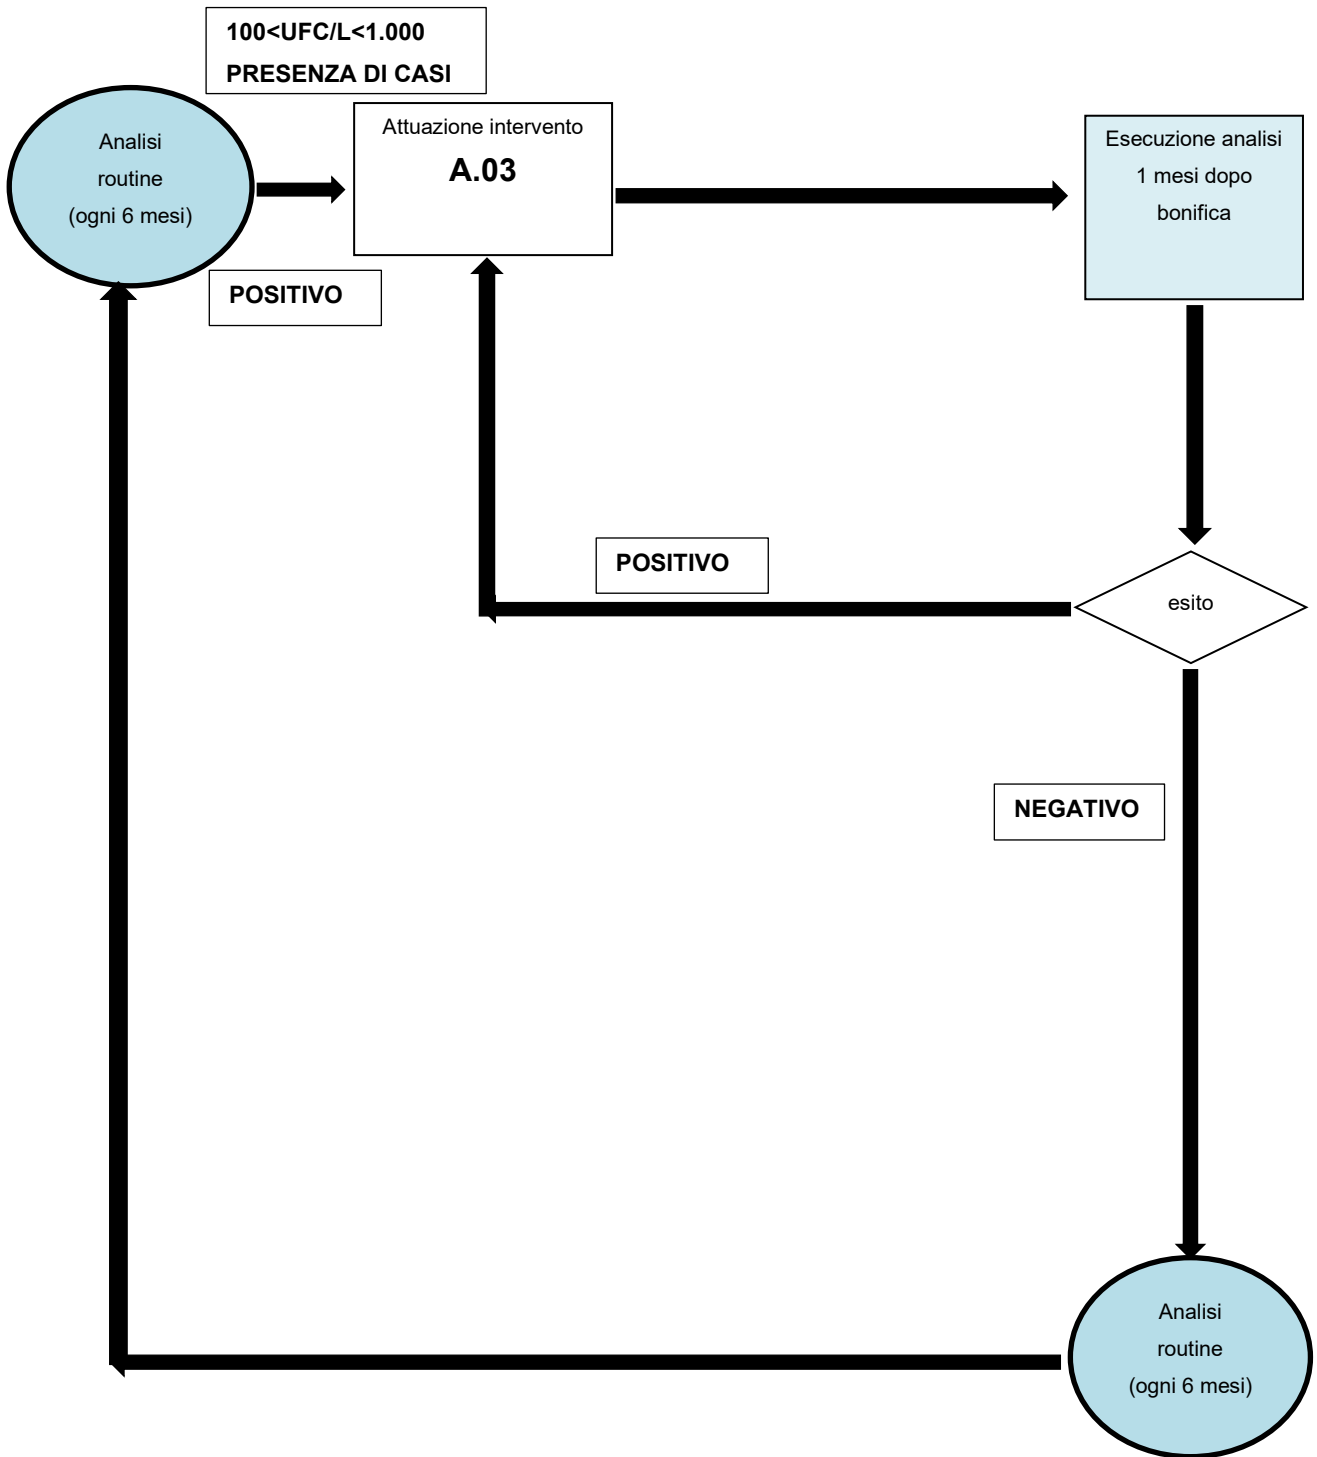 100<UFC/L<1.000
PRESENZA DI CASI
Analisi
routine
(ogni 6 mesi)
Attuazione intervento
A.03
Esecuzione analisi
1 mesi dopo
bonifica
POSITIVO
POSITIVO
esito
NEGATIVO
Analisi
routine
(ogni 6 mesi)